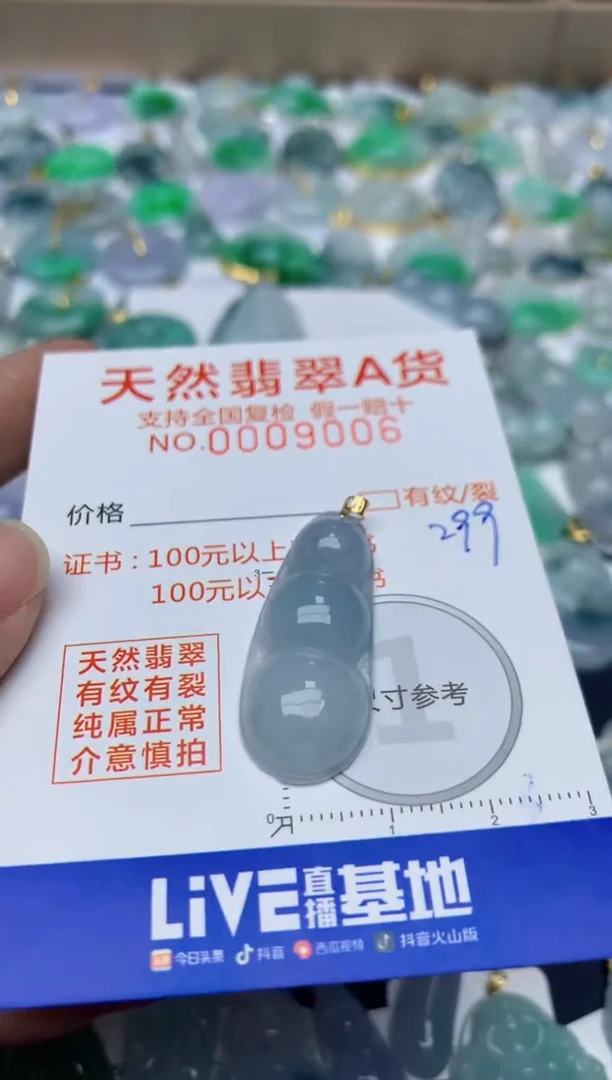 天然翡翠A货
支持全国复检 假一赔十
NO.0009006
价格
有纹/裂
299
证书：100元以上 书
100元以 书
天然翡翠
有纹有裂
纯属正常
介意慎拍
寸参考
1
0 1 2 3
LiVE直播基地
今日头条 抖音 西瓜视频 抖音火山版